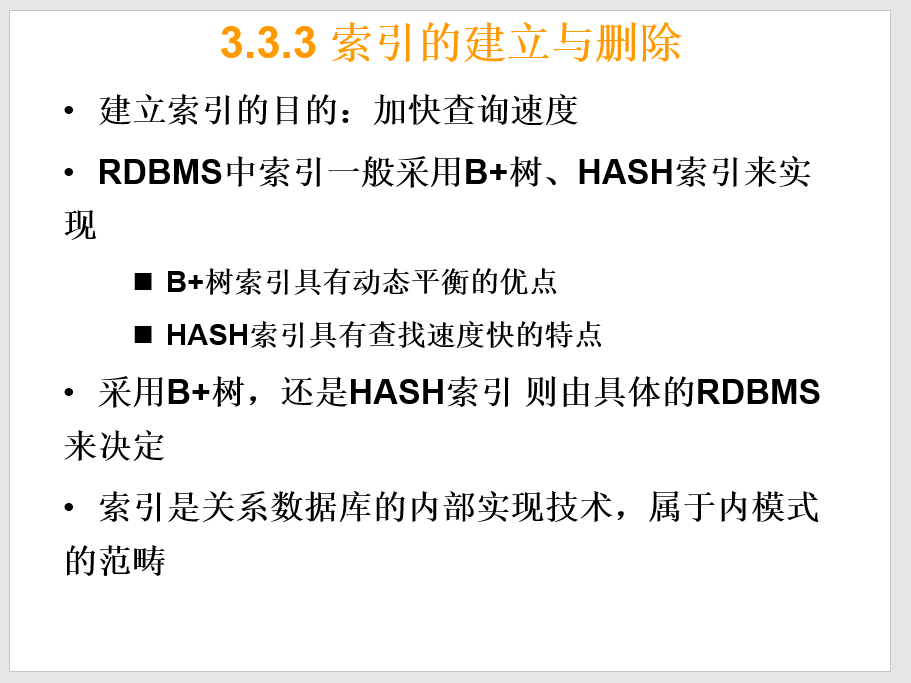 3.3.3 索引的建立与删除
• 建立索引的目的：加快查询速度
• RDBMS中索引一般采用B+树、HASH索引来实
现
■ B+树索引具有动态平衡的优点
■ HASH索引具有查找速度快的特点
• 采用B+树，还是HASH索引 则由具体的RDBMS
来决定
• 索引是关系数据库的内部实现技术，属于内模式
的范畴